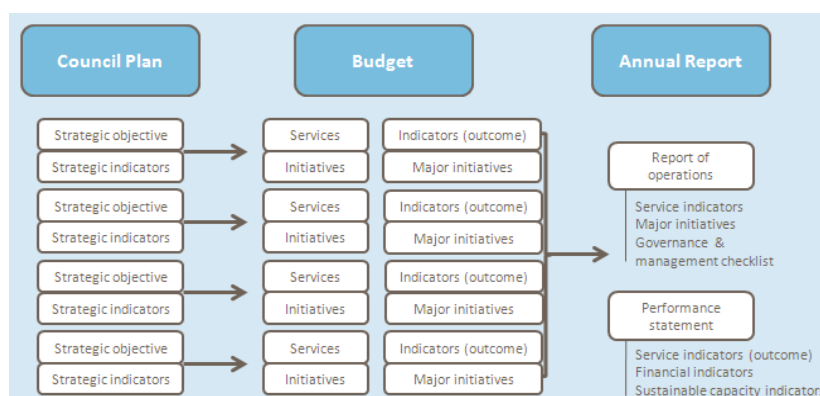 Council Plan
Budget
Annual Report
Strategic objective
Strategic indicators
Services
Indicators (outcome)
Initiatives
Major initiatives
Strategic objective
Strategic indicators
Services
Indicators (outcome)
Initiatives
Major initiatives
Strategic objective
Strategic indicators
Services
Indicators (outcome)
Initiatives
Major initiatives
Strategic objective
Strategic indicators
Services
Indicators (outcome)
Initiatives
Major initiatives
Report of
operations
Service indicators
Major initiatives
Governance &
management checklist
Performance
statement
Service indicators (outcome)
Financial indicators
Sustainable capacity indicator